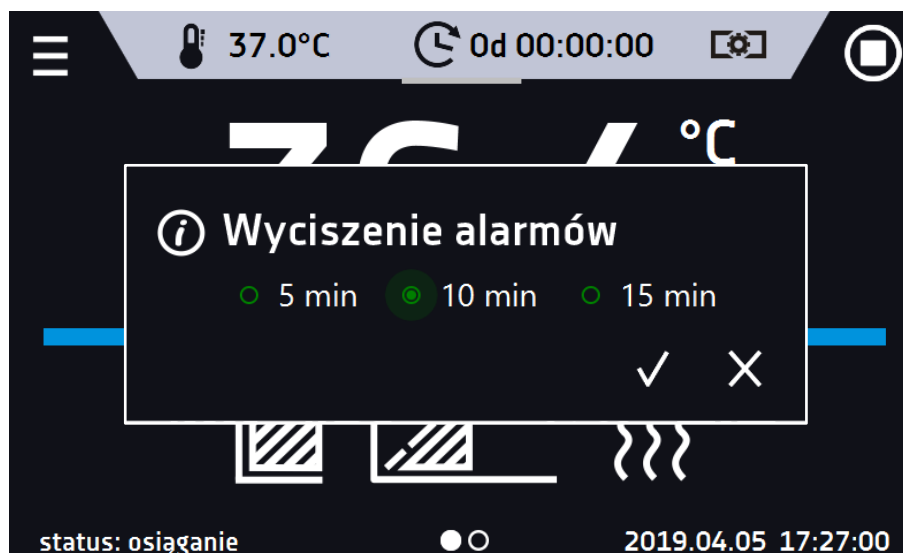 37.0°C 0d 00:00:00
°C
Wyciszenie alarmów
5 min 10 min 15 min
status: osiąganie 2019.04.05 17:27:00